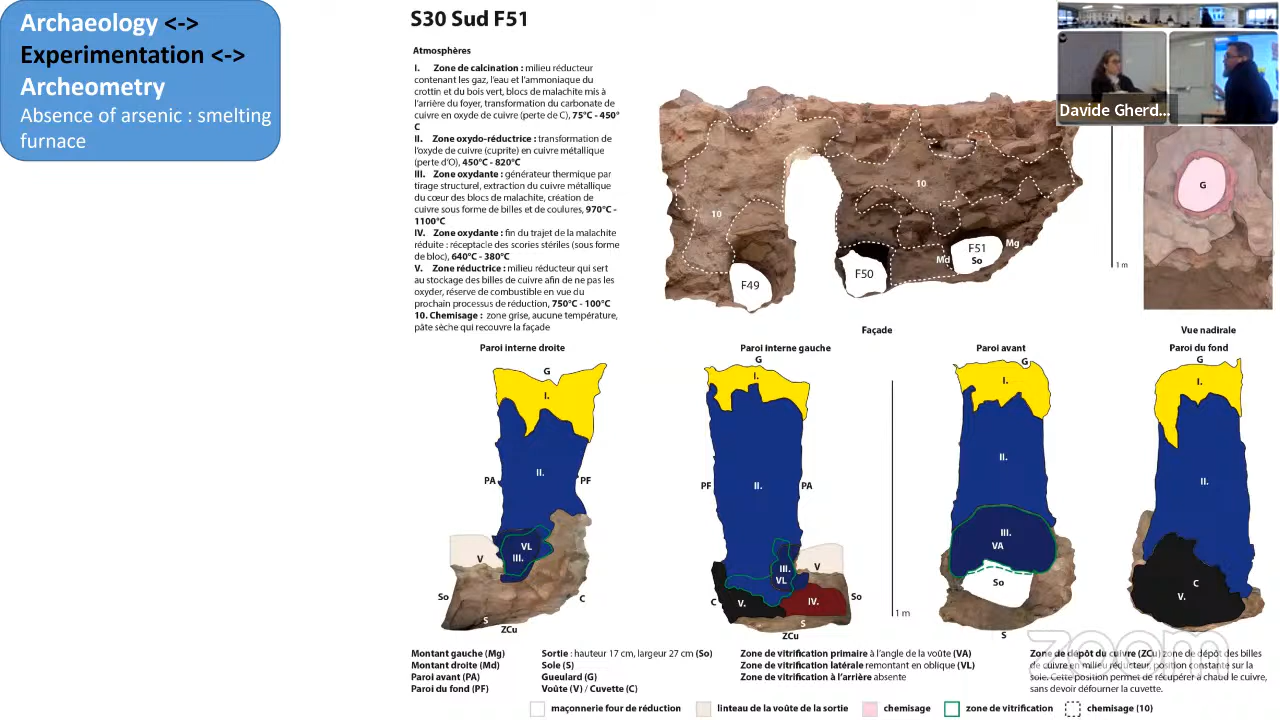 Archaeology <->
Experimentation <->
Archeometry
Absence of arsenic : smelting
furnace
S30 Sud F51
Atmosphères
I. Zone de calcination : milieu réducteur
contenant les gaz, l'eau et l'ammoniaque du
crottin et du bois vert, blocs de malachite mis à
l'arrière du foyer, transformation du carbonate de
cuivre en oxyde de cuivre (perte de C), 75°C - 450°
C
II. Zone oxydo-réductrice : transformation de
l'oxyde de cuivre (cuprite) en cuivre métallique
(perte d'O), 450°C - 820°C
III. Zone oxydante : générateur thermique par
tirage structurel, extraction du cuivre métallique
du cœur des blocs de malachite, création de
cuivre sous forme de billes et de coulures, 970°C -
1100°C
IV. Zone oxydante : fin du trajet de la malachite
réduite : réceptacle des scories stériles (sous forme
de bloc), 640°C - 380°C
V. Zone réductrice : milieu réducteur qui sert
au stockage des billes de cuivre afin de ne pas les
oxyder, réserve de combustible en vue du
prochain processus de réduction, 750°C - 100°C
10. Chemisage : zone grise, aucune température,
pâte sèche qui recouvre la façade
10
10
F49
F50
Md
F51
So
Mg
1 m
Davide Gherd...
G
Façade
Vue nadirale
Paroi interne droite
G
I.
II.
PA
PF
VL
III.
V
So
C
S
ZCu
Paroi interne gauche
G
I.
II.
PF
PA
III.
VL
V
C
V.
IV.
So
S
ZCu
1 m
Paroi avant
G
I.
II.
III.
VA
So
S
Paroi du fond
G
I.
II.
C
V.
Montant gauche (Mg)
Montant droite (Md)
Paroi avant (PA)
Paroi du fond (PF)
Sortie : hauteur 17 cm, largeur 27 cm (So)
Sole (S)
Gueulard (G)
Voûte (V) / Cuvette (C)
Zone de vitrification primaire à l'angle de la voûte (VA)
Zone de vitrification latérale remontant en oblique (VL)
Zone de vitrification à l'arrière absente
Zone de dépôt du cuivre (ZCu) zone de dépôt des billes
de cuivre en milieu réducteur, position constante sur la
sole. Cette position permet de récupérer à chaud le cuivre,
sans devoir défourner la cuvette.
zoom
maçonnerie four de réduction
linteau de la voûte de la sortie
chemisage
zone de vitrification
chemisage (10)